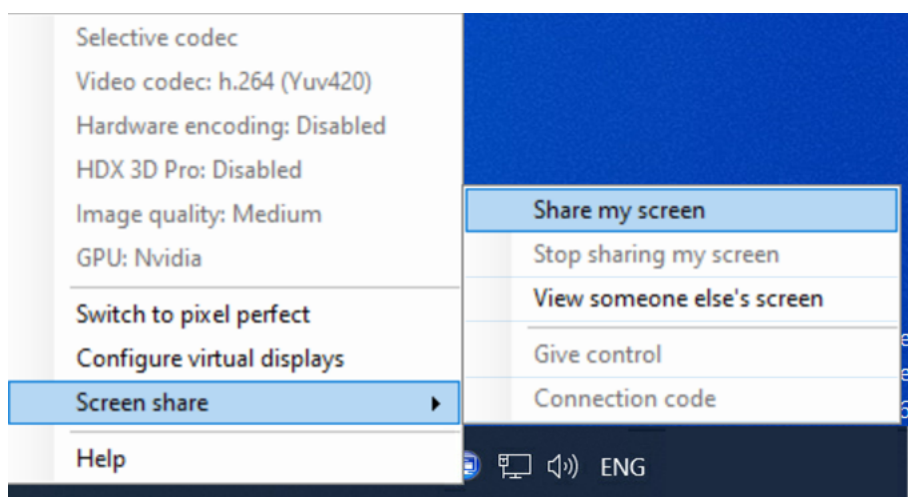 Selective codec
Video codec: h.264 (Yuv420)
Hardware encoding: Disabled
HDX 3D Pro: Disabled
Image quality: Medium
GPU: Nvidia
Switch to pixel perfect
Configure virtual displays
Screen share
Help
Share my screen
Stop sharing my screen
View someone else's screen
Give control
Connection code
ENG